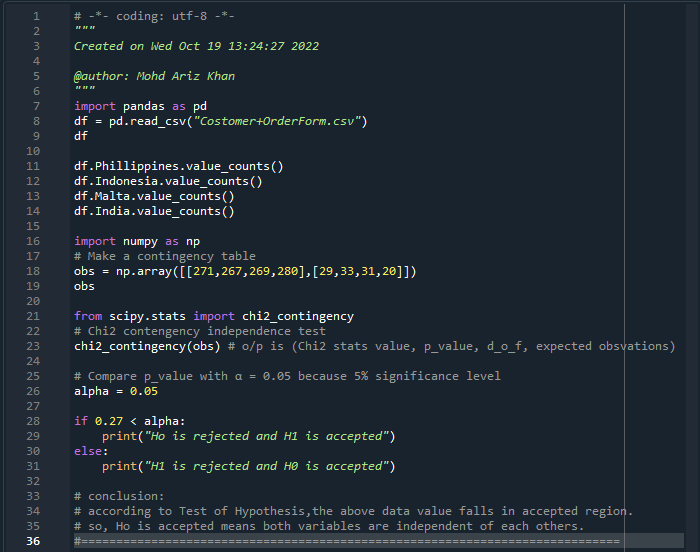 1 # -*- coding: utf-8 -*-
2 """
3 Created on Wed Oct 19 13:24:27 2022
4
5 @author: Mohd Ariz Khan
6 """
7 import pandas as pd
8 df = pd.read_csv("Costomer+OrderForm.csv")
9 df
10
11 df.Phillippines.value_counts()
12 df.Indonesia.value_counts()
13 df.Malta.value_counts()
14 df.India.value_counts()
15
16 import numpy as np
17 # Make a contingency table
18 obs = np.array([[271,267,269,280],[29,33,31,20]])
19 obs
20
21 from scipy.stats import chi2_contingency
22 # Chi2 contengency independence test
23 chi2_contingency(obs) # o/p is (Chi2 stats value, p_value, d_o_f, expected obsvations)
24
25 # Compare p_value with α = 0.05 because 5% significance level
26 alpha = 0.05
27
28 if 0.27 < alpha:
29     print("Ho is rejected and H1 is accepted")
30 else:
31     print("H1 is rejected and H0 is accepted")
32
33 # conclusion:
34 # according to Test of Hypothesis,the above data value falls in accepted region.
35 # so, Ho is accepted means both variables are independent of each others.
36 #=============================================================================